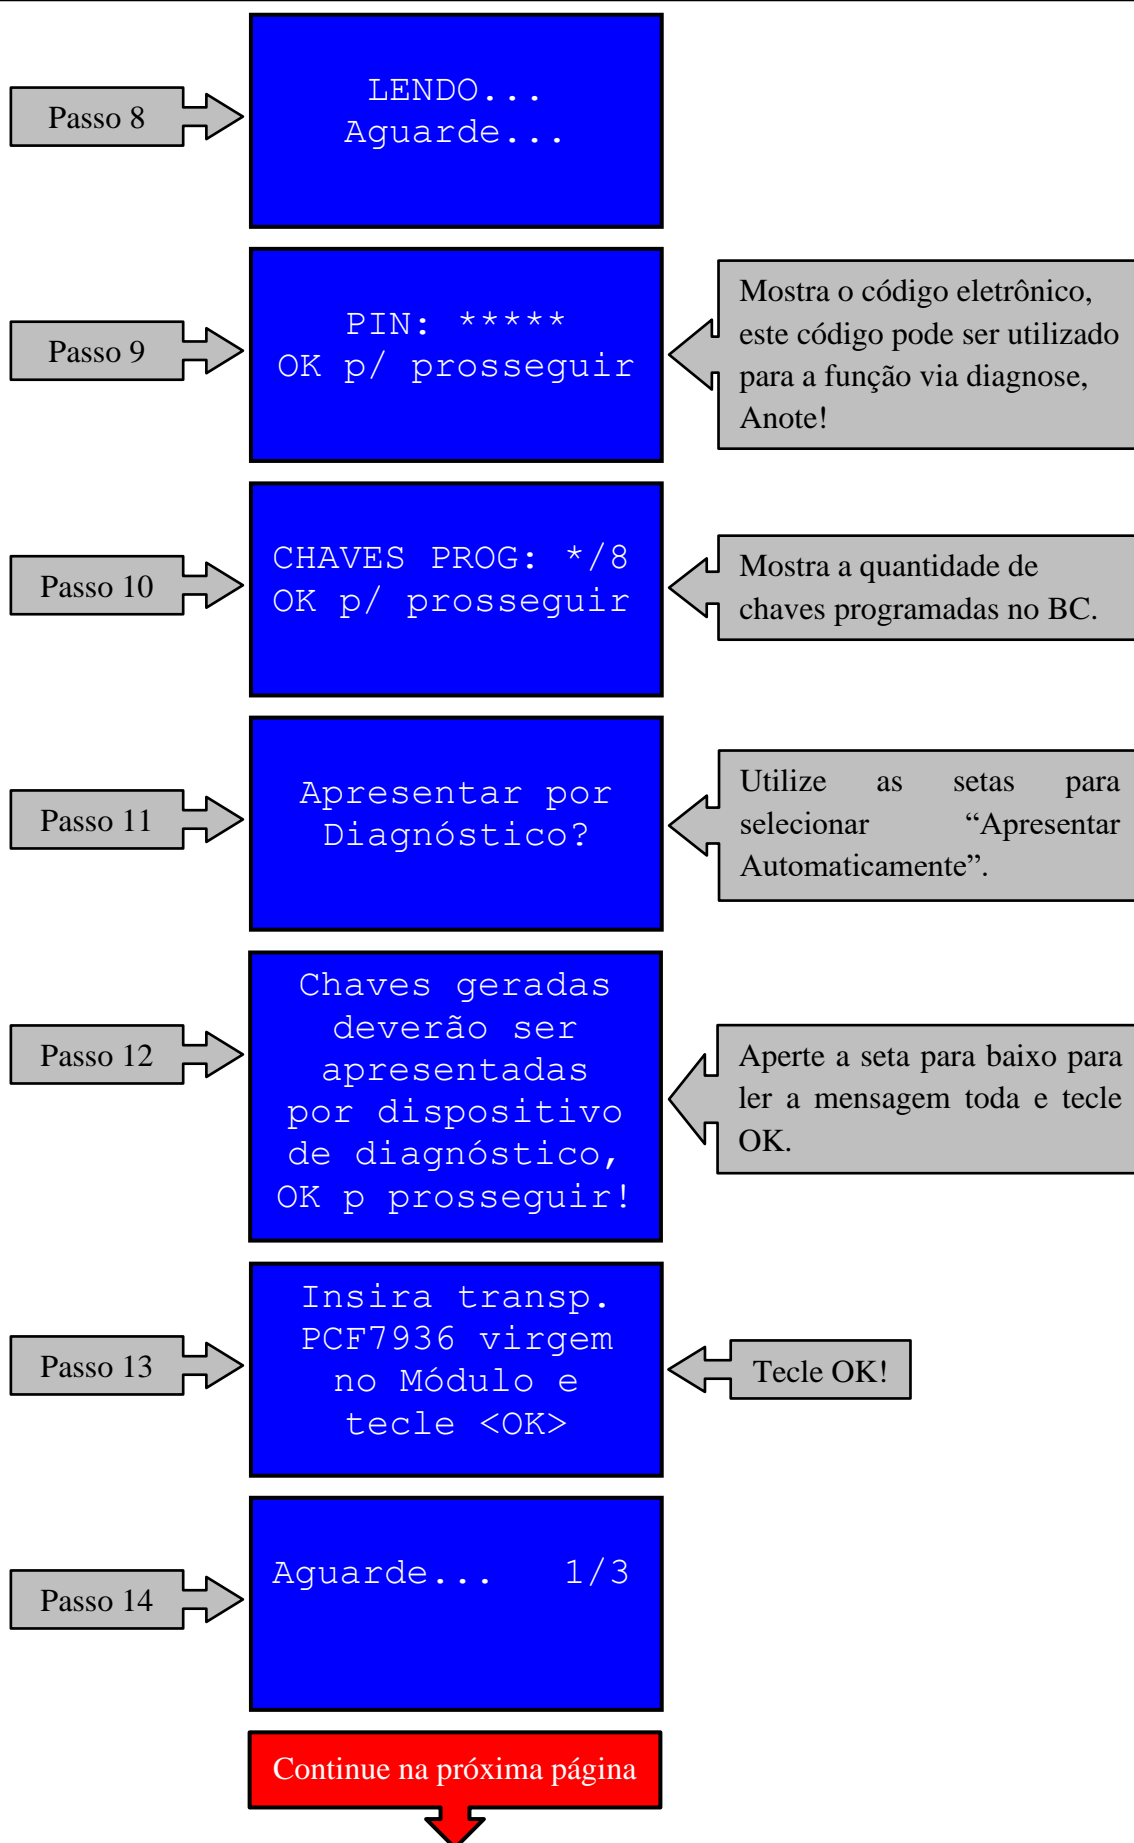 Passo 8
LENDO...
Aguarde...
Passo 9
PIN: *****
OK p/ prosseguir
Mostra o código eletrônico,
este código pode ser utilizado
para a função via diagnose,
Anote!
Passo 10
CHAVES PROG: */8
OK p/ prosseguir
Mostra a quantidade de
chaves programadas no BC.
Passo 11
Apresentar por
Diagnóstico?
Utilize as setas para
selecionar “Apresentar
Automaticamente”.
Passo 12
Chaves geradas
deverão ser
apresentadas
por dispositivo
de diagnóstico,
OK p prosseguir!
Aperte a seta para baixo para
ler a mensagem toda e tecle
OK.
Passo 13
Insira transp.
PCF7936 virgem
no Módulo e
tecle <OK>
Tecle OK!
Passo 14
Aguarde... 1/3
Continue na próxima página